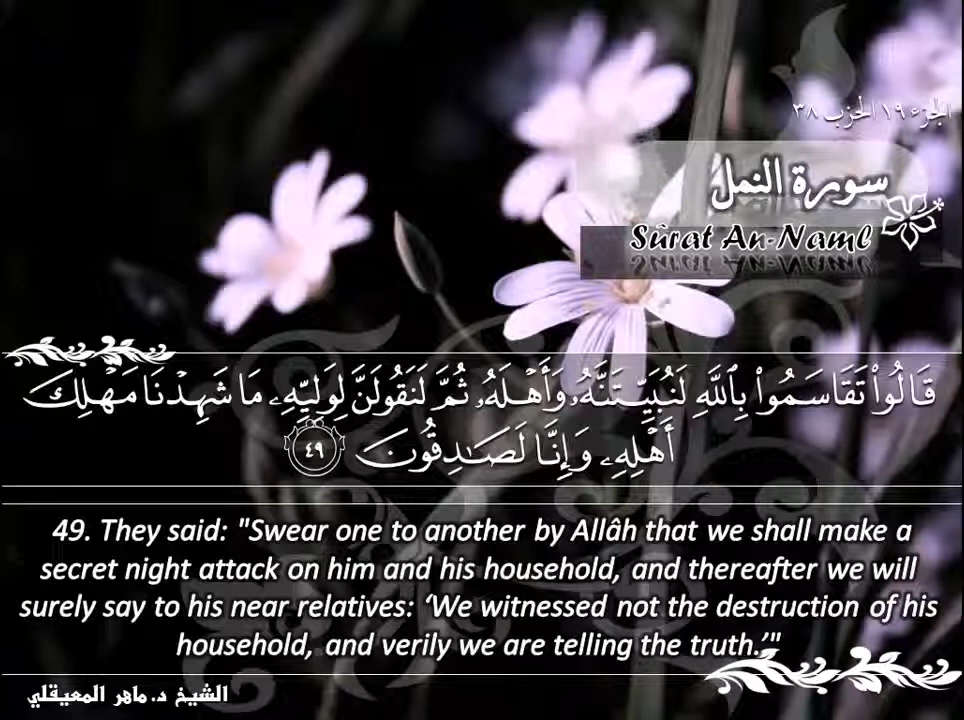 الجزء ١٩ الحزب ٣٨
سورة النمل
Sûrat An-Naml
قَالُوا۟ تَقَاسَمُوا۟ بِٱللَّهِ لَنُبَيِّتَنَّهُۥ وَأَهْلَهُۥ ثُمَّ لَنَقُولَنَّ لِوَلِيِّهِۦ مَا شَهِدْنَا مَهْلِكَ
أَهْلِهِۦ وَإِنَّا لَصَـٰدِقُونَ ٤٩
49. They said: "Swear one to another by Allâh that we shall make a
secret night attack on him and his household, and thereafter we will
surely say to his near relatives: ‘We witnessed not the destruction of his
household, and verily we are telling the truth.’"
الشيخ د. ماهر المعيقلي